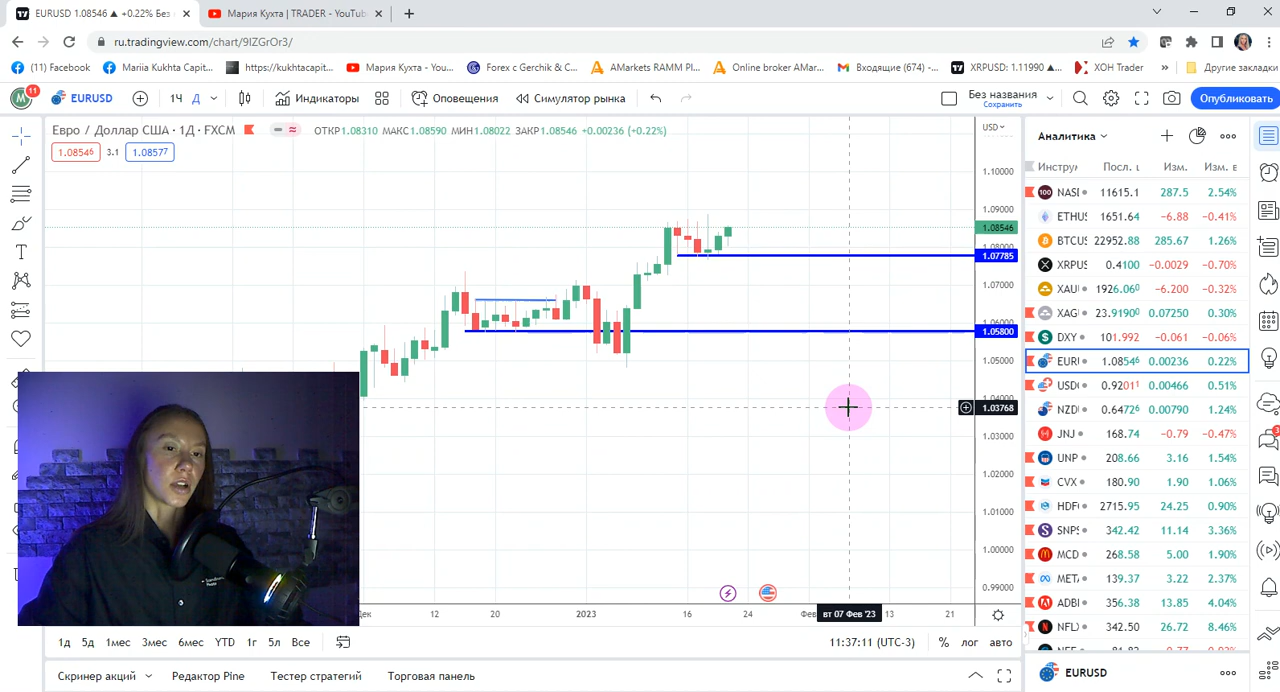 EURUSD 1.08546 ▲ +0.22% Без
Мария Кухта | TRADER - YouTub
ru.tradingview.com/chart/9IZGrOr3/
(11) Facebook
Mariia Kukhta Capit...
https://kukhtacapit...
Мария Кухта - You...
Forex c Gerchik & C...
AMarkets RAMM Pl...
Online broker AMar...
Входящие (674) -...
XRPUSD: 1.11990 ▲...
XOH Trader
»
Другие закладки
M
11
EURUSD
1Ч
Д
Индикаторы
Оповещения
Симулятор рынка
Без названия
Сохранить
Опубликовать
Евро / Доллар США · 1Д · FXCM
ОТКР1.08310 МАКС1.08590 МИН1.08022 ЗАКР1.08546 +0.00236 (+0.22%)
1.08546
3.1
1.08577
USD
1.10000
1.09000
1.08546
1.08000
1.07785
1.07000
1.06000
1.05800
1.05000
1.04000
1.03768
1.03000
1.02000
1.01000
1.00000
0.99000
Дек
12
20
2023
16
24
Фев
вт 07 Фев '23
13
21
1д 5д 1мес 3мес 6мес YTD 1г 5л Все
11:37:11 (UTC-3)
%
лог
авто
Скринер акций
Редактор Pine
Тестер стратегий
Торговая панель
Аналитика
Инстру Посл. Изм. Изм. в
100 NAS 11615.1 287.5 2.54%
ETHUS 1651.64 −6.88 −0.41%
BTCUS 22952.88 285.67 1.26%
XRPUS 0.4100 −0.0029 −0.70%
XAU 1926.060 −6.200 −0.32%
XAG 23.9190 0.07250 0.30%
DXY 101.992 −0.061 −0.06%
EURI 1.08546 0.00236 0.22%
USD 0.92011 0.00466 0.51%
NZD 0.64726 0.00790 1.24%
JNJ 168.74 −0.79 −0.47%
UNP 208.66 3.16 1.54%
CVX 180.90 1.90 1.06%
HDF 2715.95 24.25 0.90%
SNPS 342.42 11.14 3.36%
MCD 268.58 5.00 1.90%
META 139.37 3.22 2.37%
ADBI 356.38 13.85 4.04%
NFL 342.50 26.72 8.46%
EURUSD
3